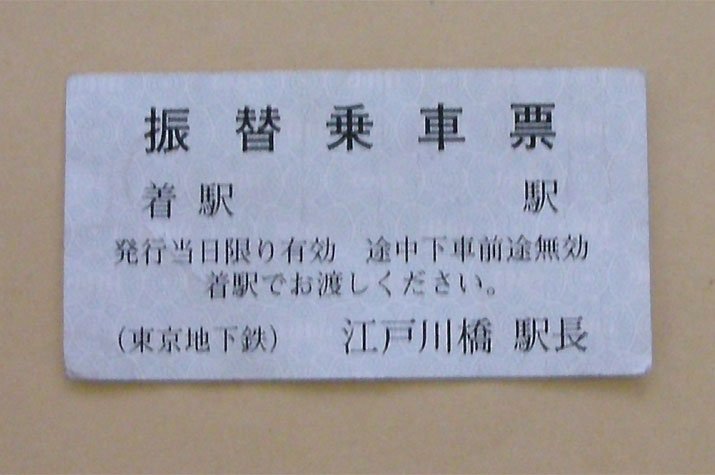 振替乗車票
着駅　　　　　　　駅
発行当日限り有効　途中下車前途無効
着駅でお渡しください。
（東京地下鉄）　江戸川橋 駅長